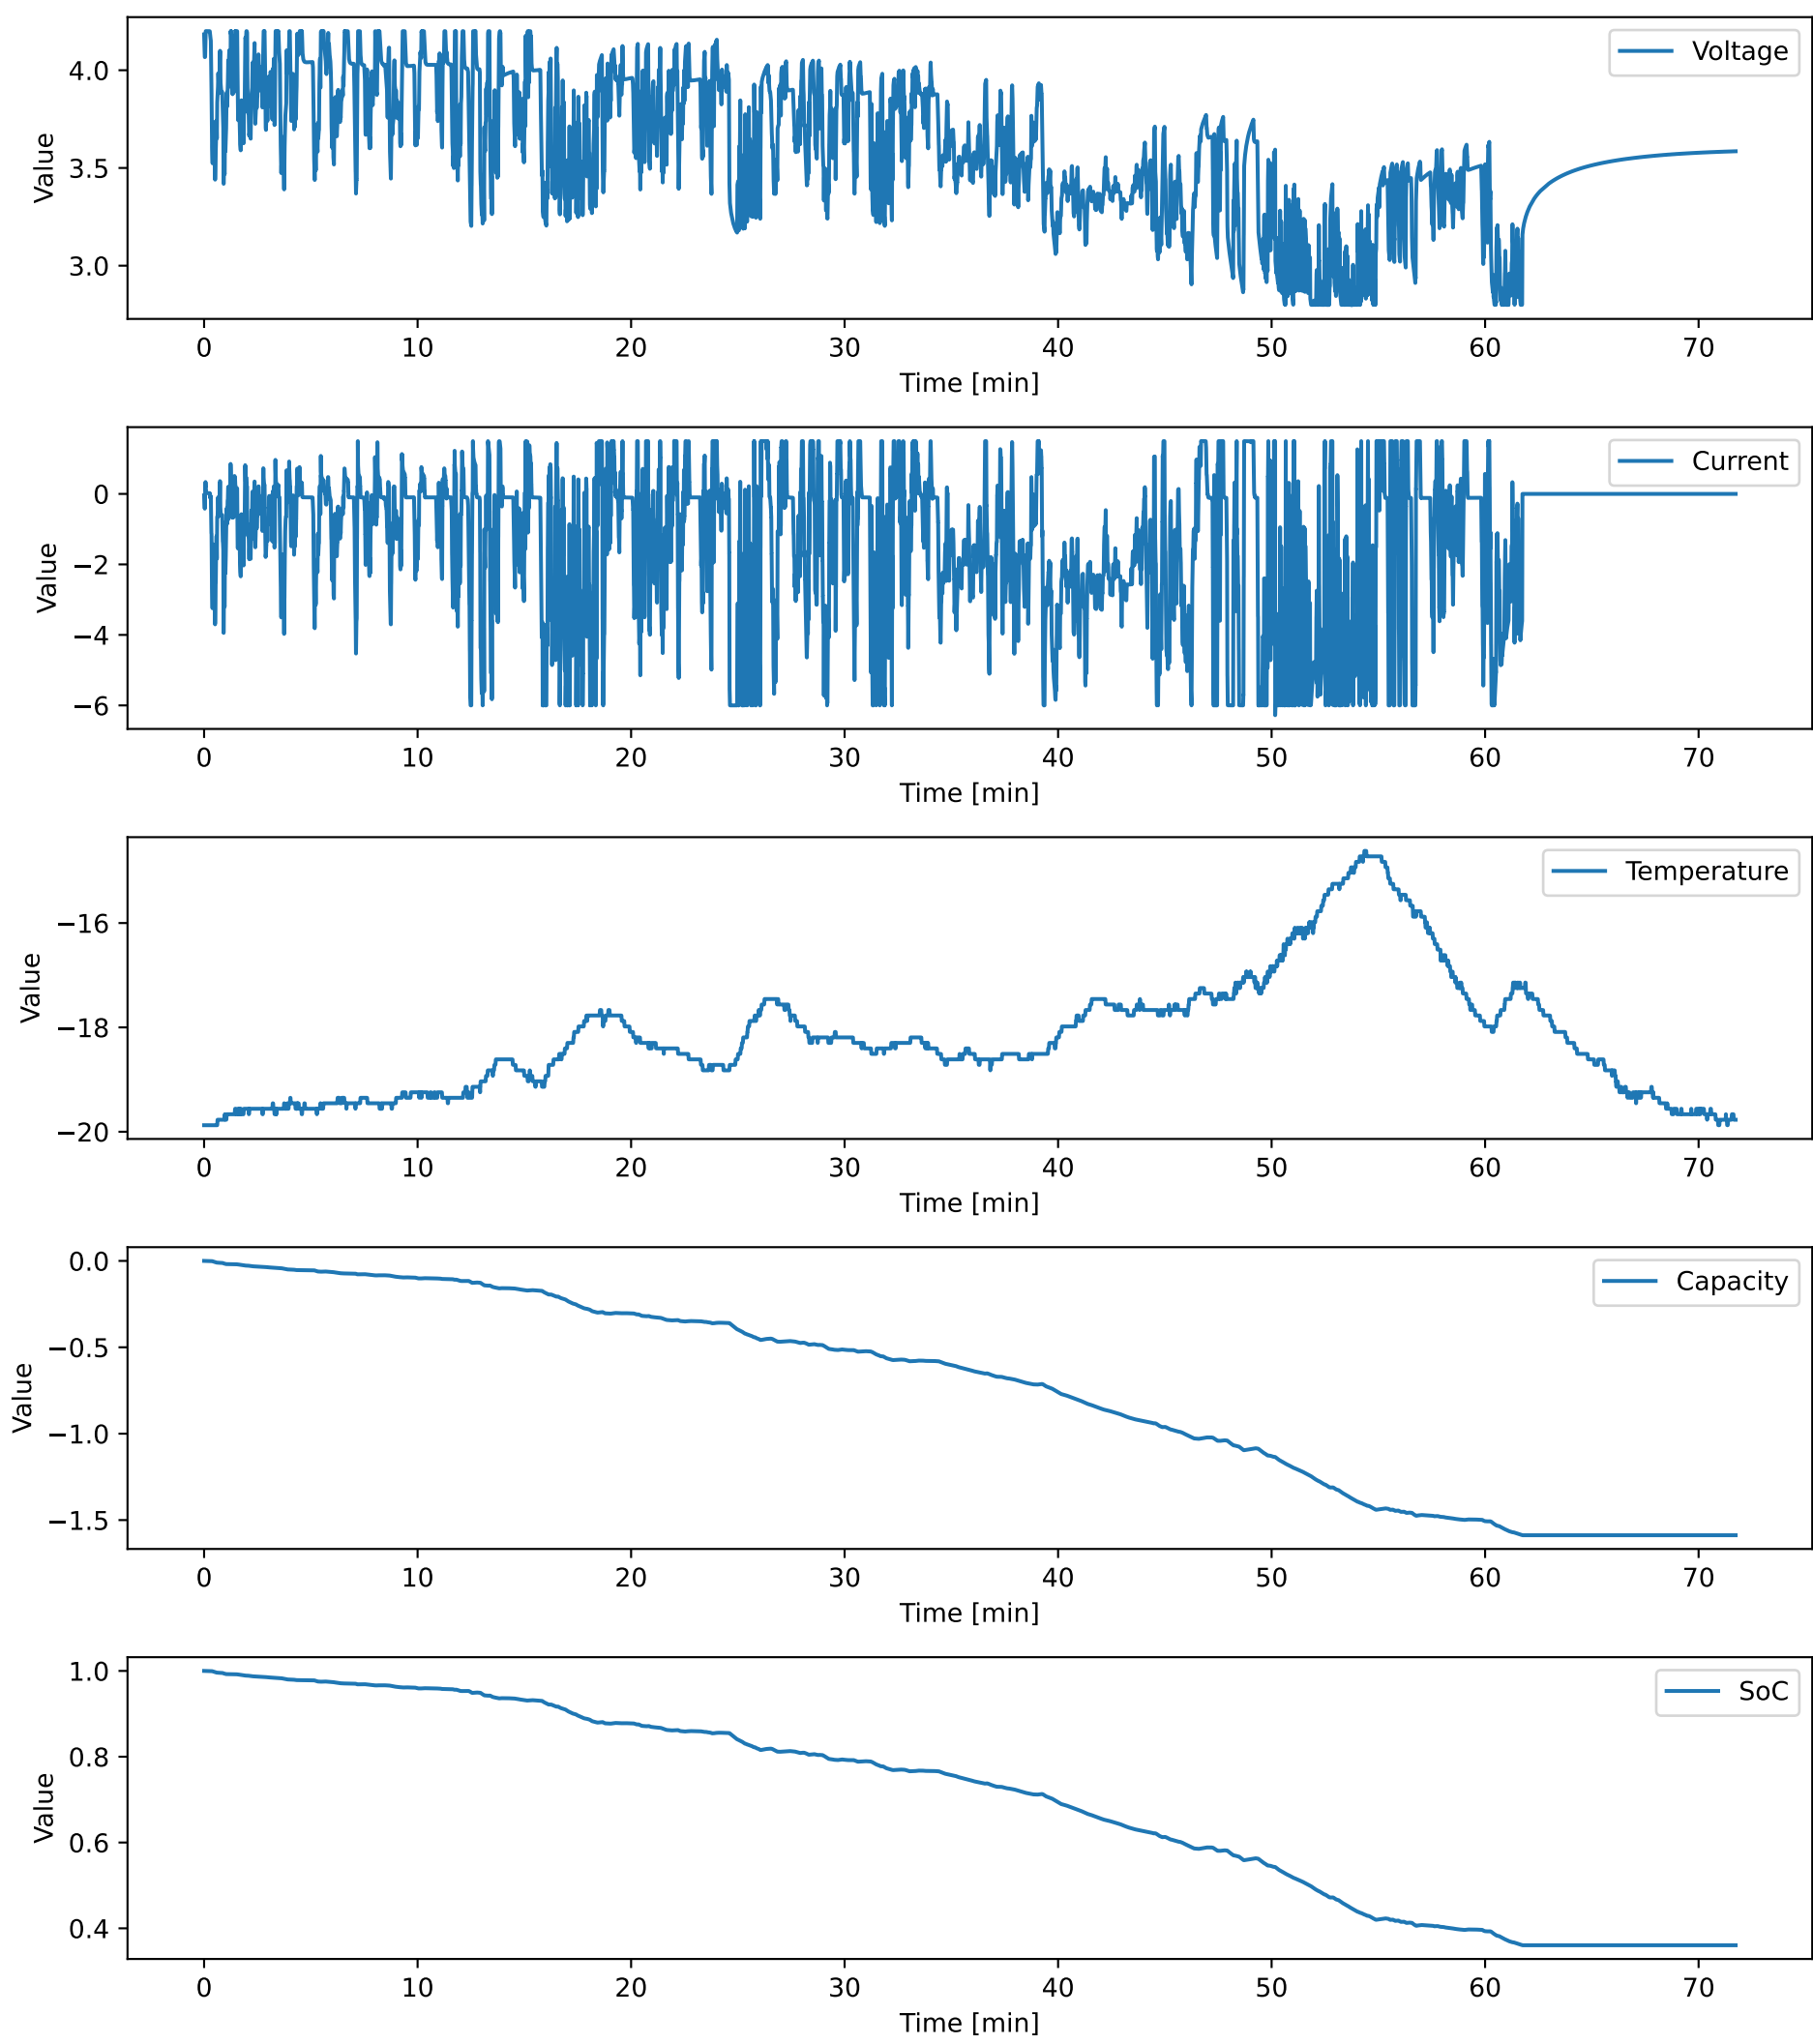 Value
4.0
3.5
3.0
Voltage
0 10 20 30 40 50 60 70
Time [min]
Value
0
−2
−4
−6
Current
0 10 20 30 40 50 60 70
Time [min]
Value
−16
−18
−20
Temperature
0 10 20 30 40 50 60 70
Time [min]
Value
0.0
−0.5
−1.0
−1.5
Capacity
0 10 20 30 40 50 60 70
Time [min]
Value
1.0
0.8
0.6
0.4
SoC
0 10 20 30 40 50 60 70
Time [min]